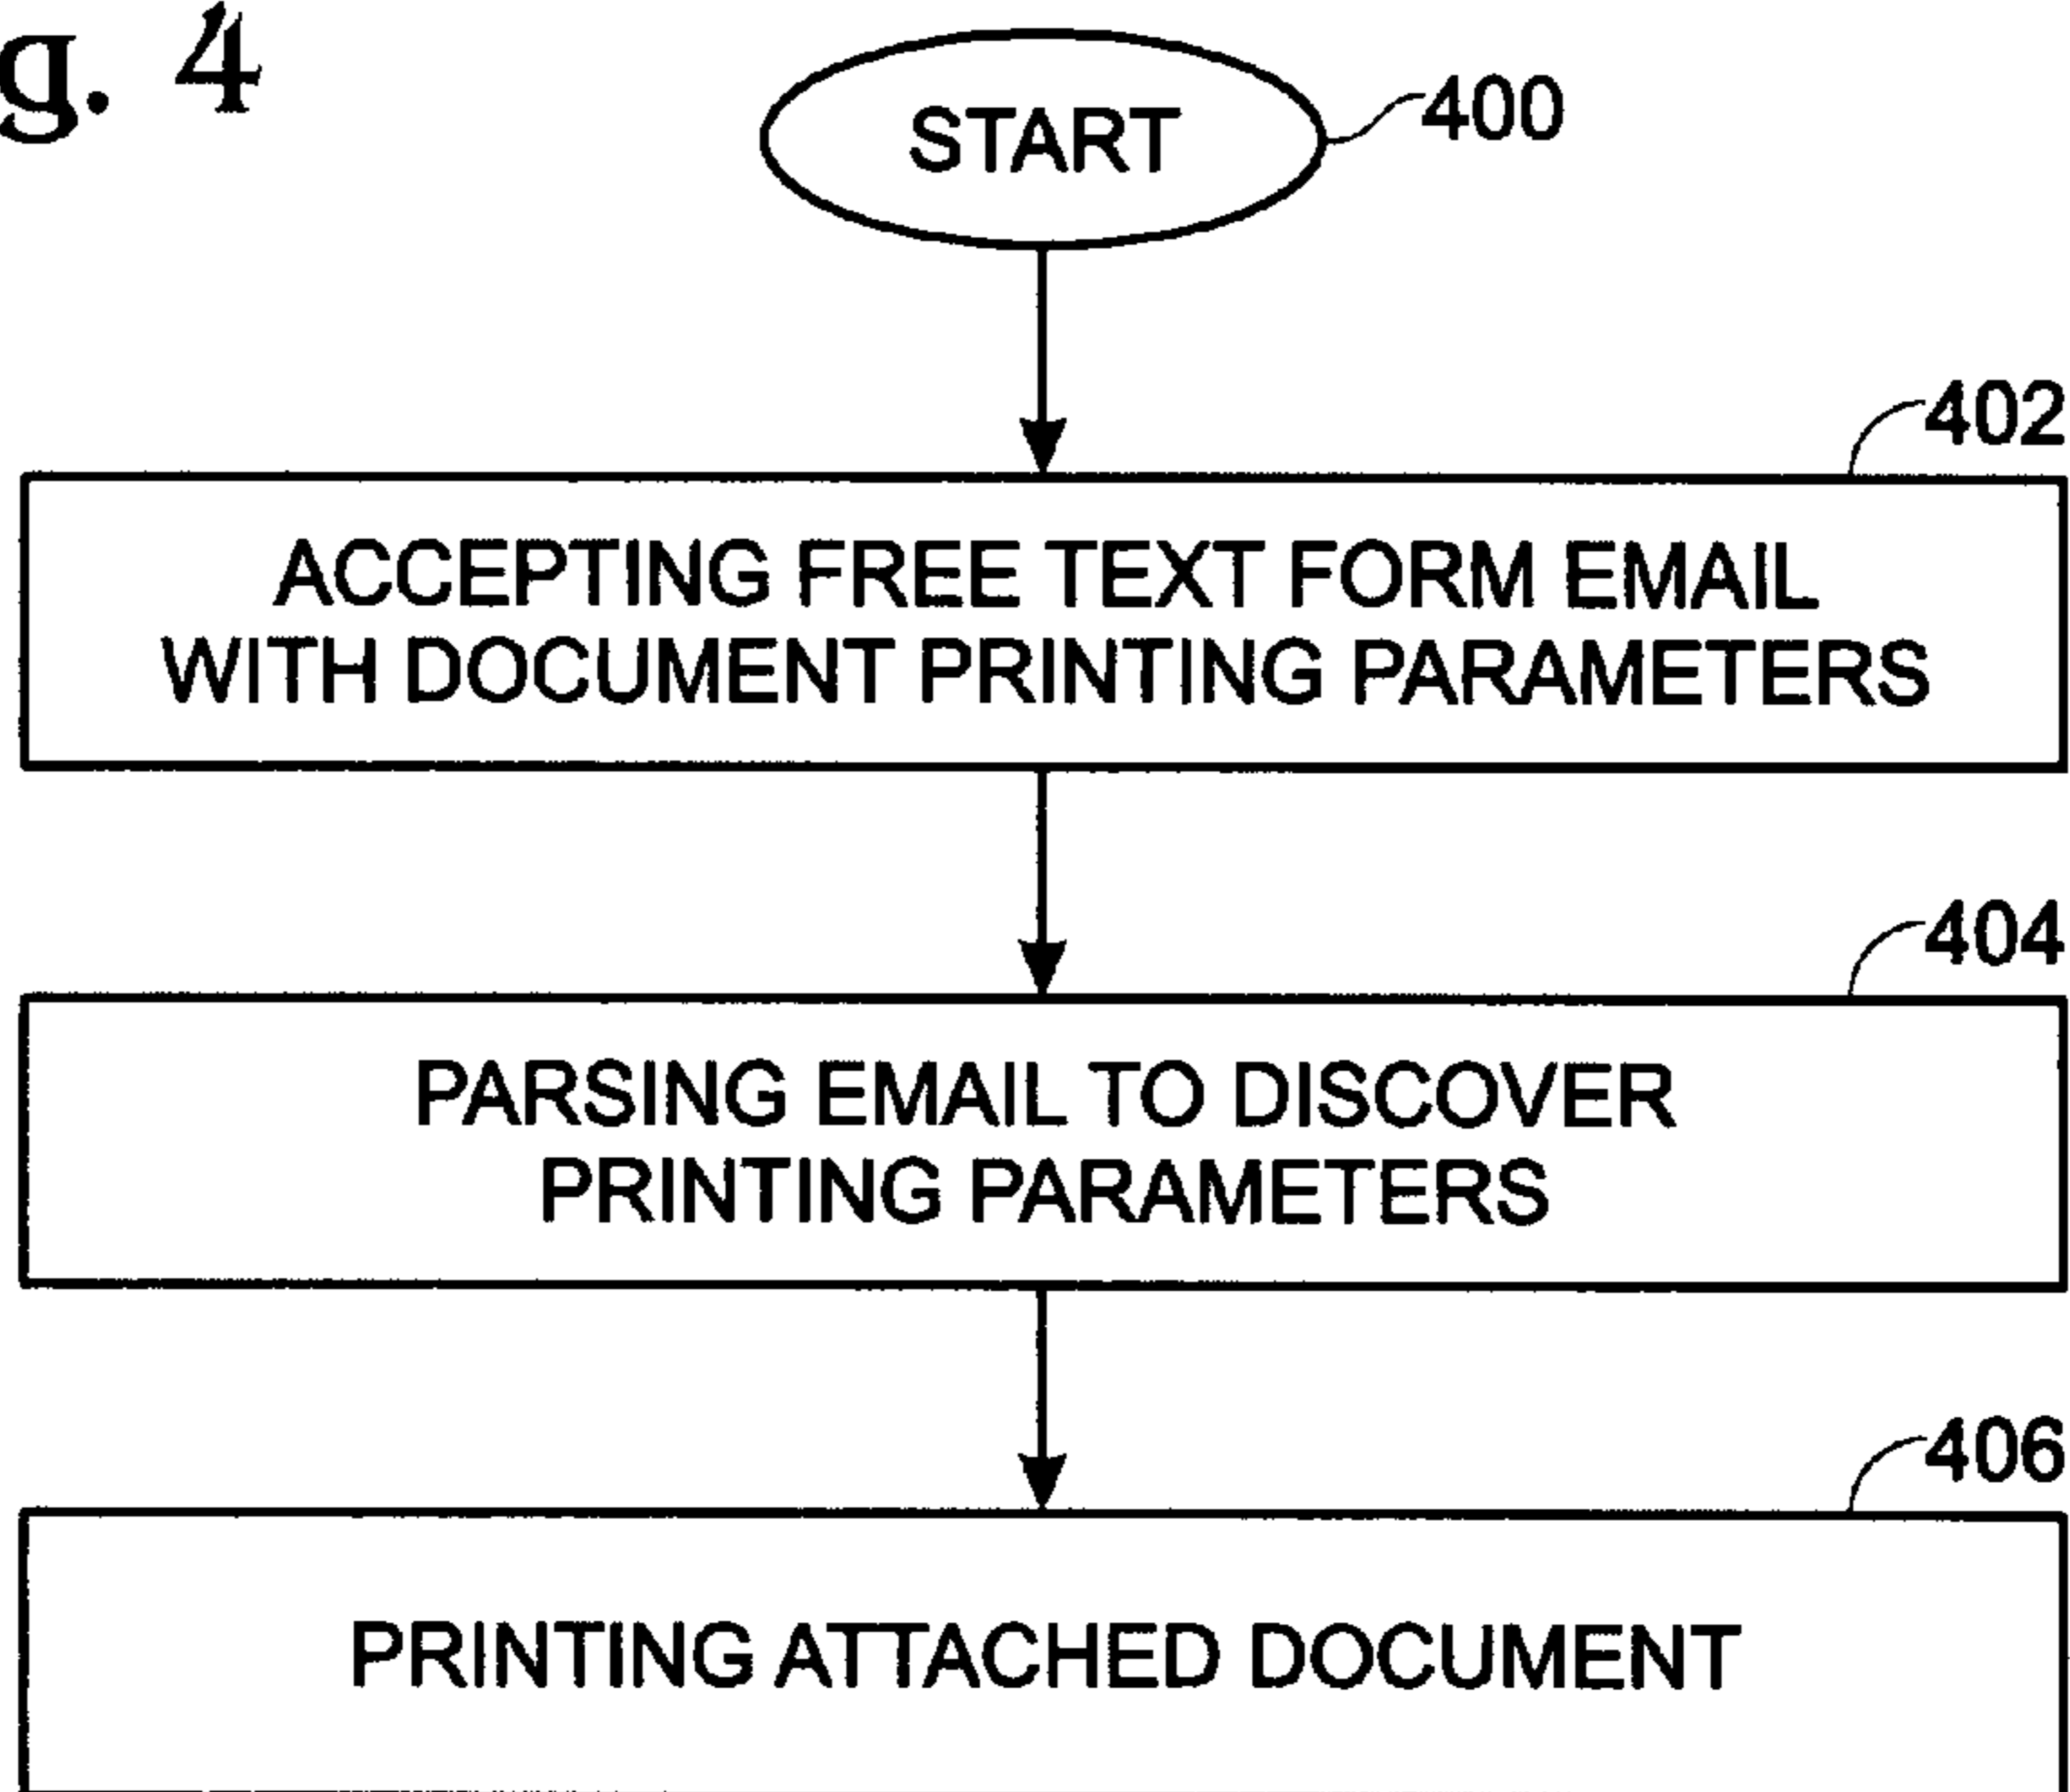 g. 4
START
400
402
ACCEPTING FREE TEXT FORM EMAIL
WITH DOCUMENT PRINTING PARAMETERS
404
PARSING EMAIL TO DISCOVER
PRINTING PARAMETERS
406
PRINTING ATTACHED DOCUMENT